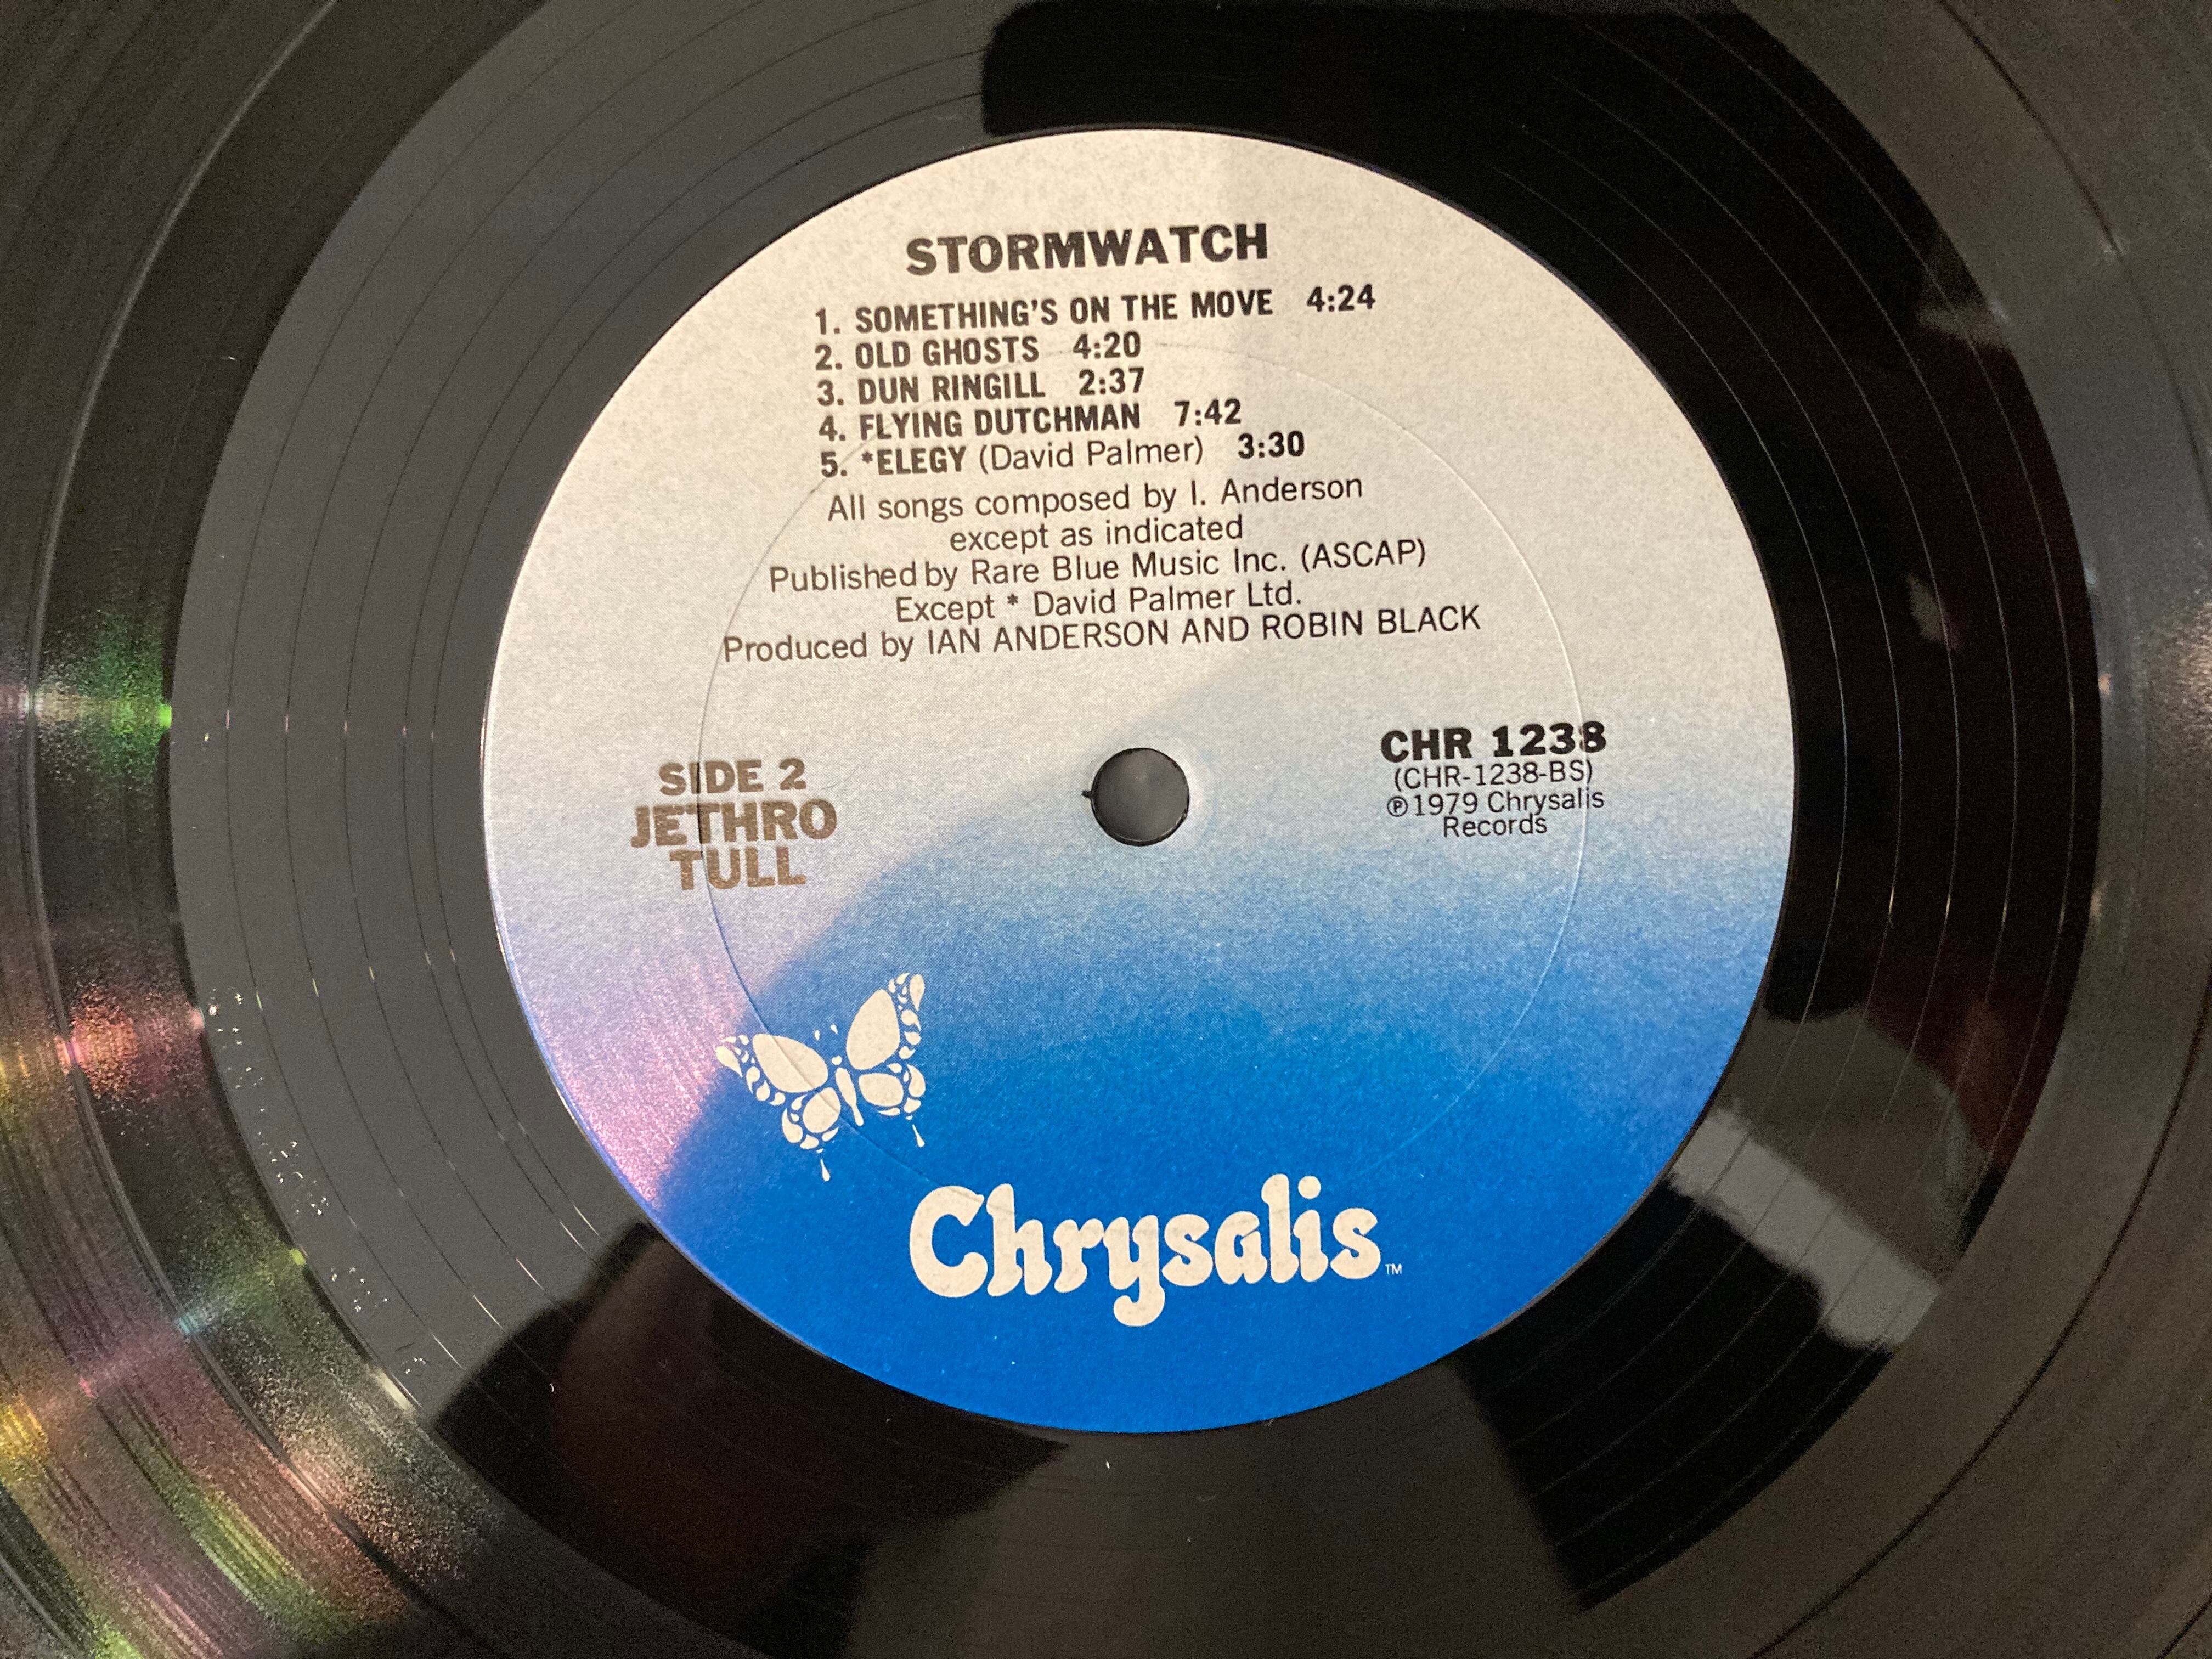 STORMWATCH
1. SOMETHING'S ON THE MOVE 4:24
2. OLD GHOSTS 4:20
3. DUN RINGILL 2:37
4. FLYING DUTCHMAN 7:42
5. *ELEGY (David Palmer) 3:30
All songs composed by I. Anderson
except as indicated
Published by Rare Blue Music Inc. (ASCAP)
Except * David Palmer Ltd.
Produced by IAN ANDERSON AND ROBIN BLACK
SIDE 2
JETHRO
TULL
CHR 1238
(CHR-1238-BS)
℗1979 Chrysalis
Records
Chrysalis™